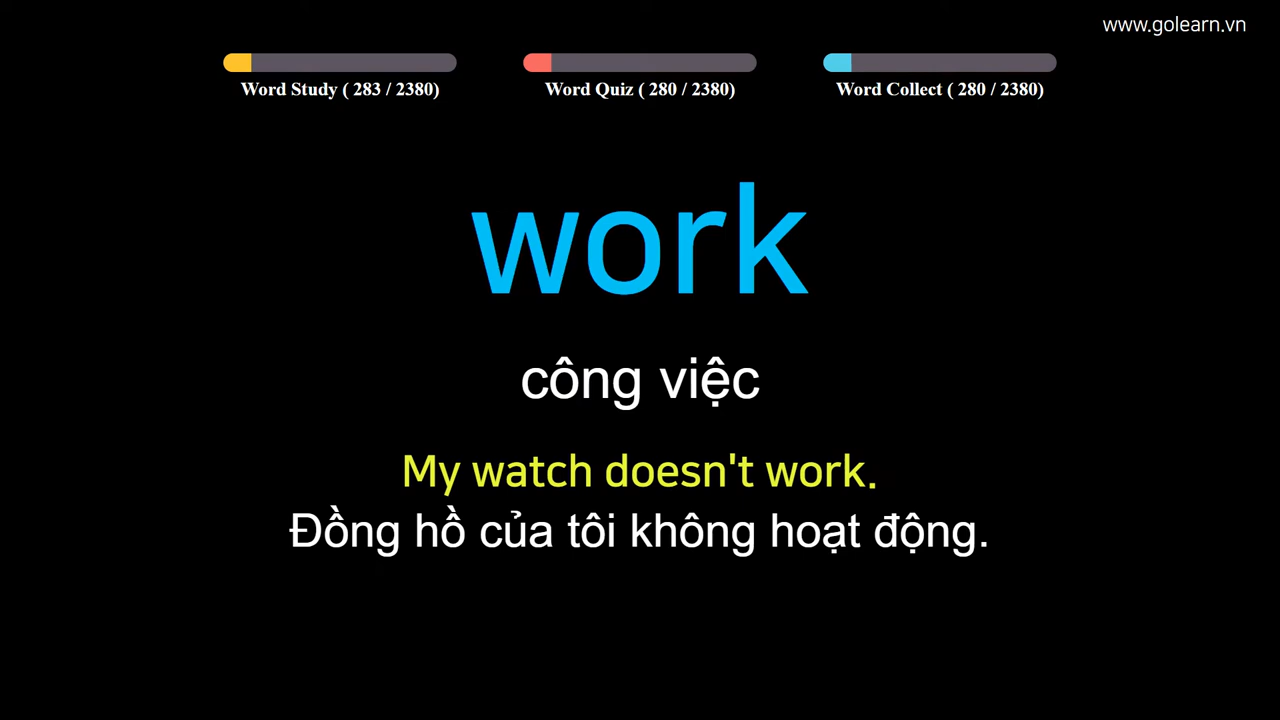 www.golearn.vn
Word Study ( 283 / 2380)
Word Quiz ( 280 / 2380)
Word Collect ( 280 / 2380)
work
công việc
My watch doesn't work.
Đồng hồ của tôi không hoạt động.